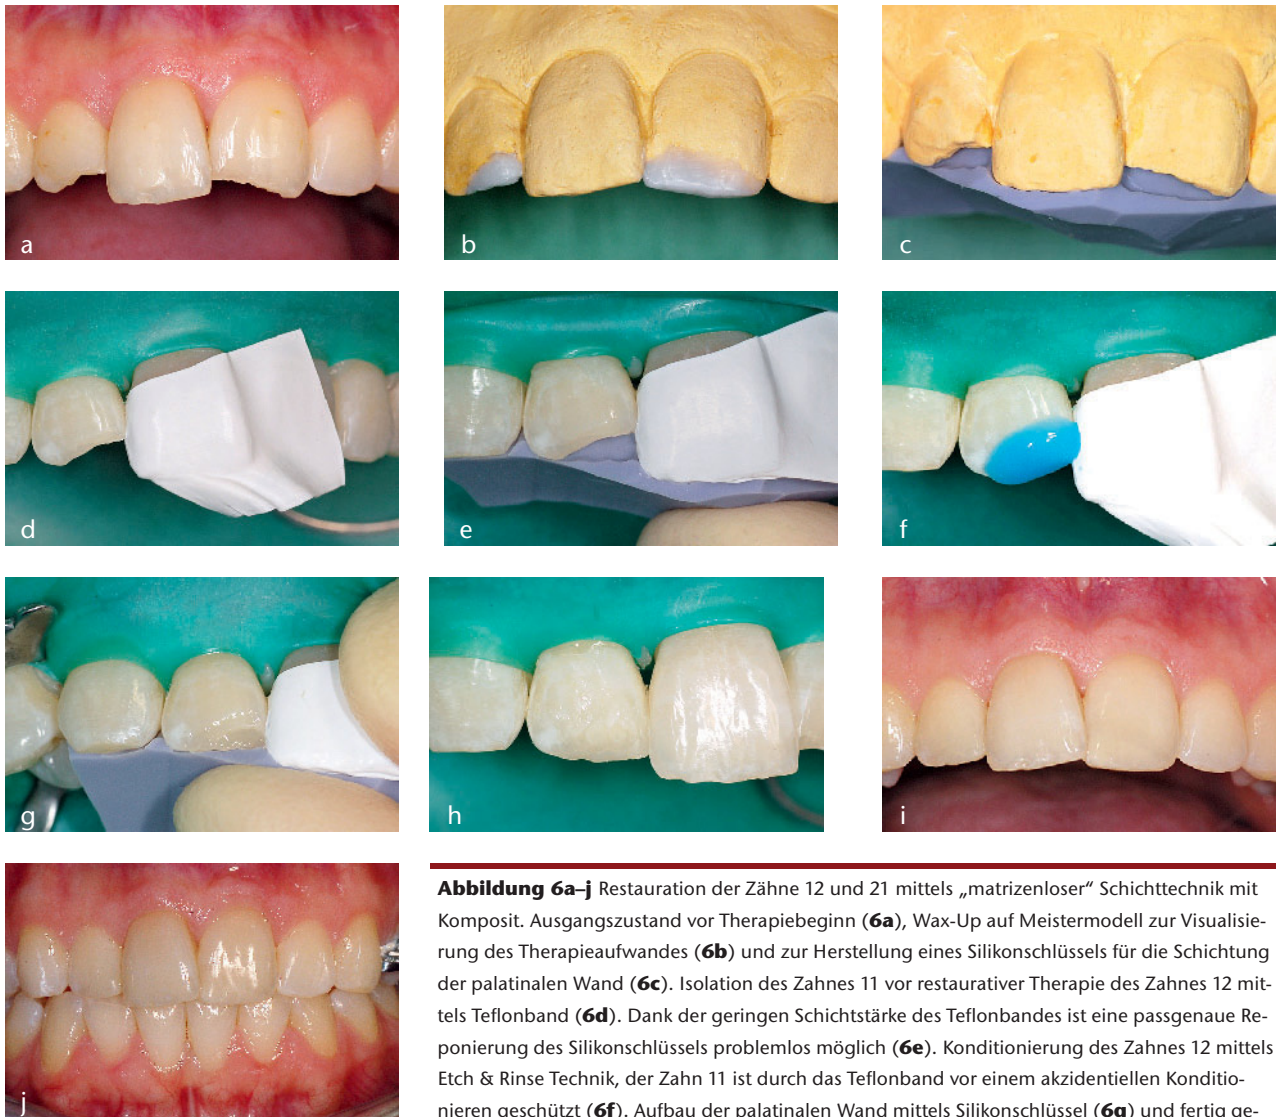 a
b
c
d
e
f
g
h
i
j
Abbildung 6a–j Restauration der Zähne 12 und 21 mittels „matrizenloser“ Schichttechnik mit
Komposit. Ausgangszustand vor Therapiebeginn (6a), Wax-Up auf Meistermodell zur Visualisie-
rung des Therapieaufwandes (6b) und zur Herstellung eines Silikonschlüssels für die Schichtung
der palatinalen Wand (6c). Isolation des Zahnes 11 vor restaurativer Therapie des Zahnes 12 mit-
tels Teflonband (6d). Dank der geringen Schichtstärke des Teflonbandes ist eine passgenaue Re-
ponierung des Silikonschlüssels problemlos möglich (6e). Konditionierung des Zahnes 12 mittels
Etch & Rinse Technik, der Zahn 11 ist durch das Teflonband vor einem akzidentiellen Konditio-
nieren geschützt (6f). Aufbau der palatinalen Wand mittels Silikonschlüssel (6g) und fertig ge-